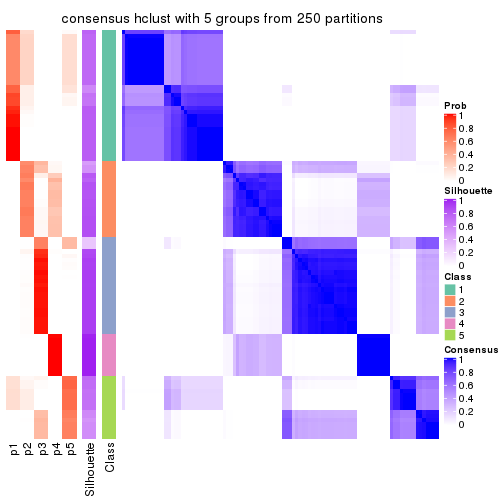 consensus hclust with 5 groups from 250 partitions
Prob
1
0.8
0.6
0.4
0.2
0
Silhouette
1
0.8
0.6
0.4
0.2
0
Class
1
2
3
4
5
Consensus
1
0.8
0.6
0.4
0.2
0
p1
p2
p3
p4
p5
Silhouette
Class